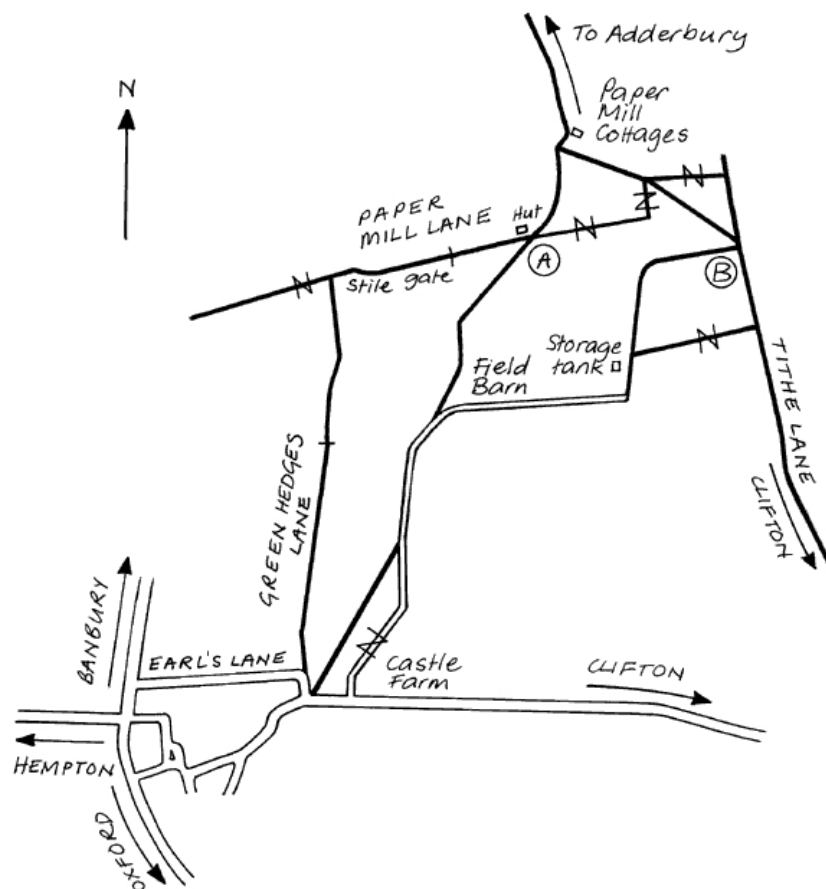 To Adderbury
N
Paper
Mill
Cottages
N
PAPER
MILL LANE
Hut
N
N
A
B
N
Stile gate
Storage
tank
N
Field
Barn
TITHE LANE
GREEN HEDGES
LANE
CLIFTON
BANBURY
EARL'S LANE
N
Castle
Farm
CLIFTON
HEMPTON
OXFORD